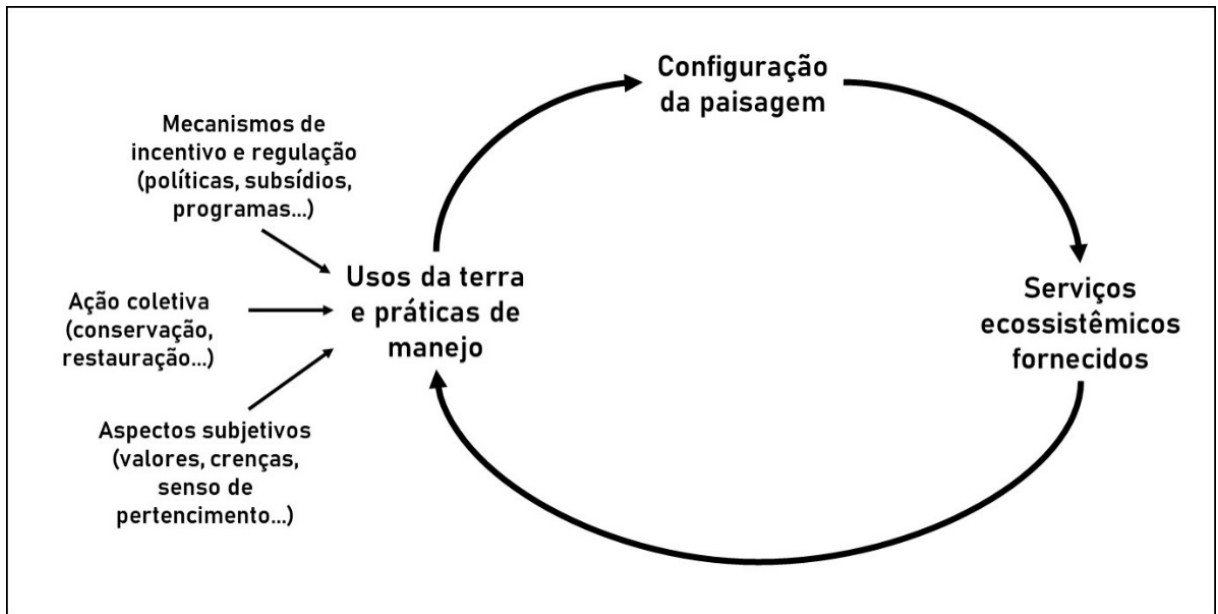 Configuração
da paisagem
Mecanismos de
incentivo e regulação
(políticas, subsídios,
programas...)
Usos da terra
e práticas de
manejo
Ação coletiva
(conservação,
restauração...)
Serviços
ecossistêmicos
fornecidos
Aspectos subjetivos
(valores, crenças,
senso de
pertencimento...)